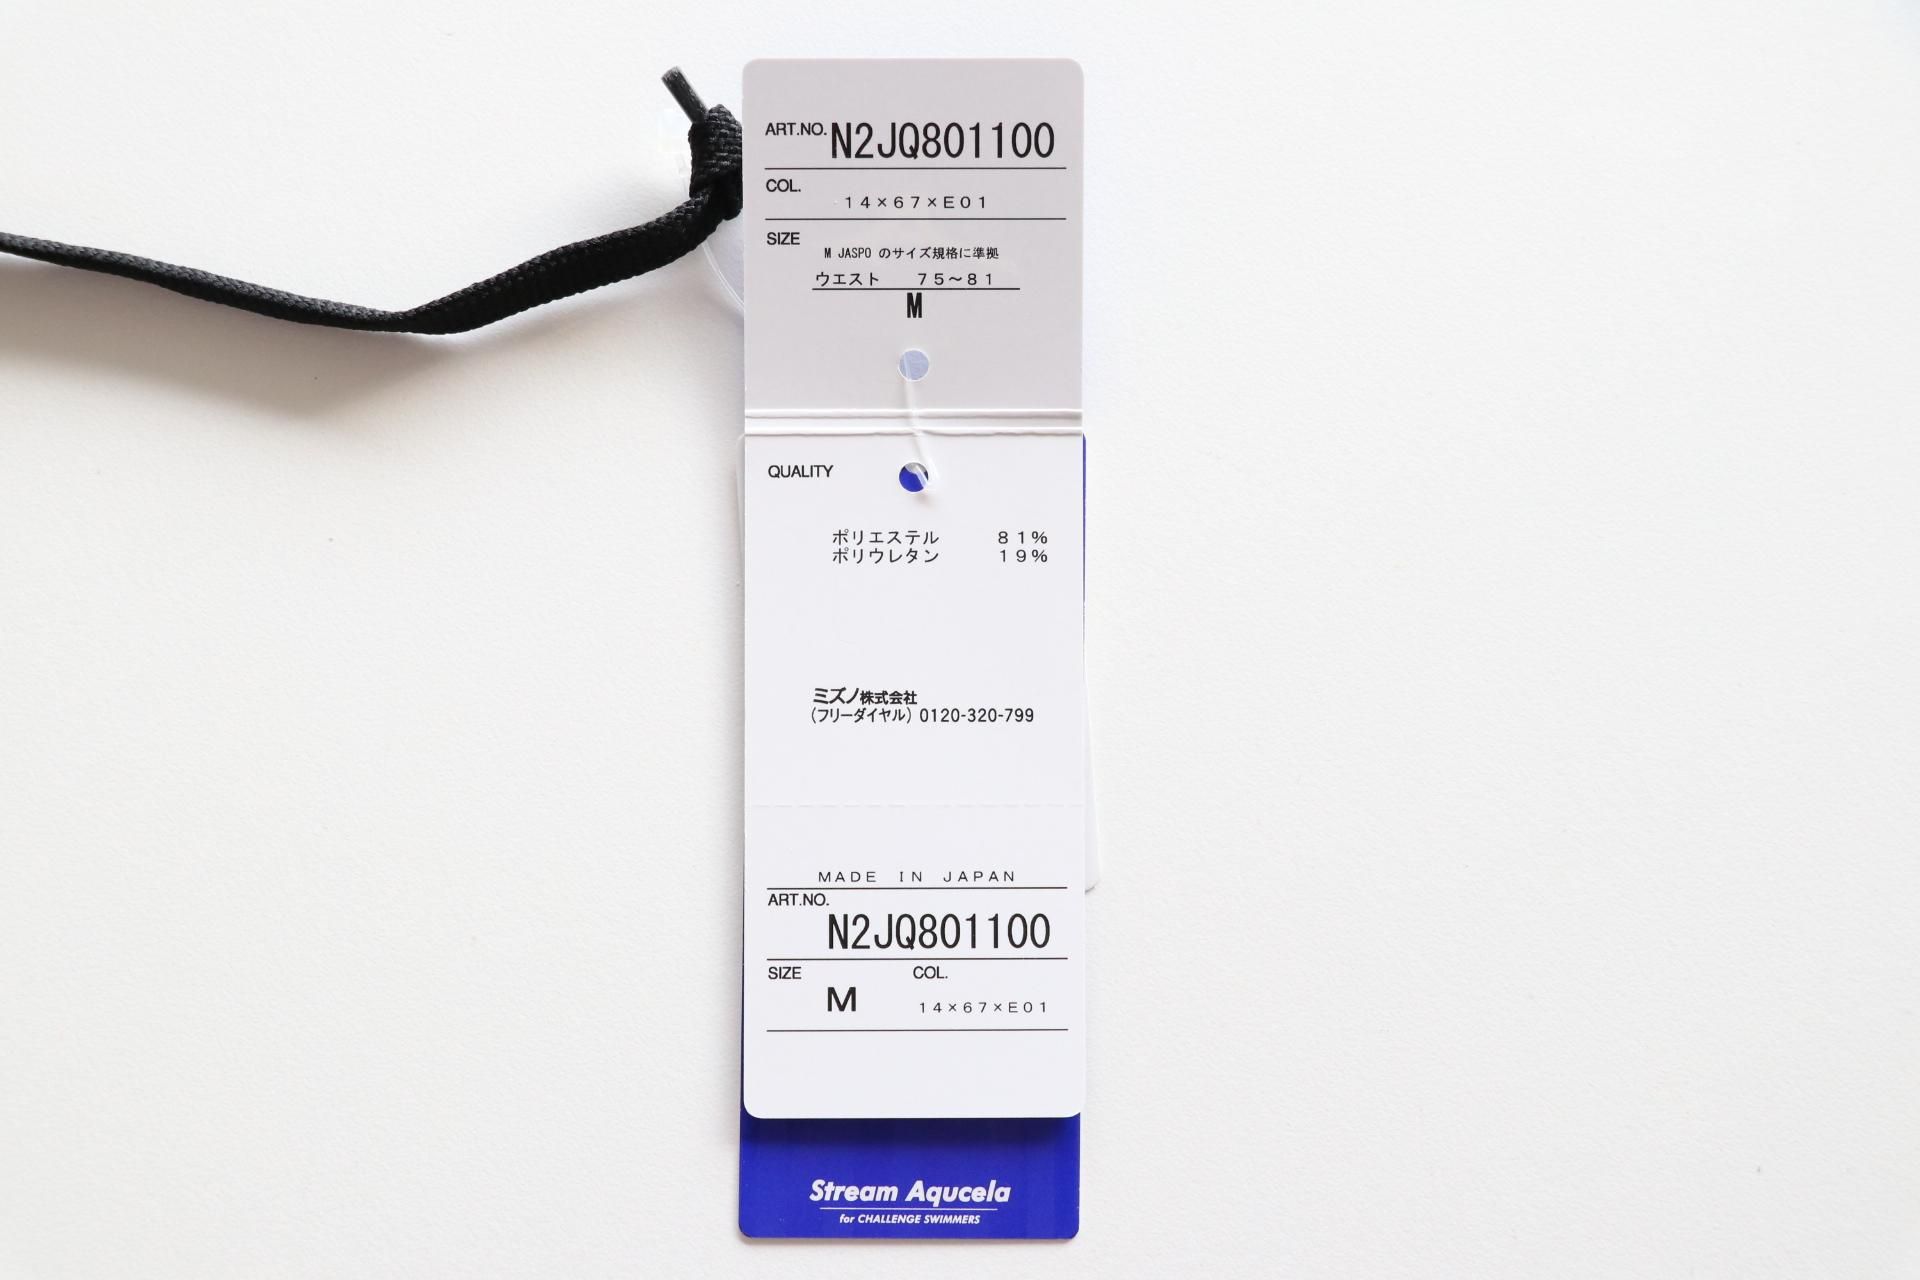 ART.NO. N2JQ801100
COL.
14×67×E01
SIZE
M JASPO のサイズ規格に準拠
ウエスト 75~81
M
QUALITY
ポリエステル 81%
ポリウレタン 19%
ミズノ株式会社
(フリーダイヤル) 0120-320-799
MADE IN JAPAN
ART.NO.
N2JQ801100
SIZE COL.
M 14×67×E01
Stream Aqucela
for CHALLENGE SWIMMERS